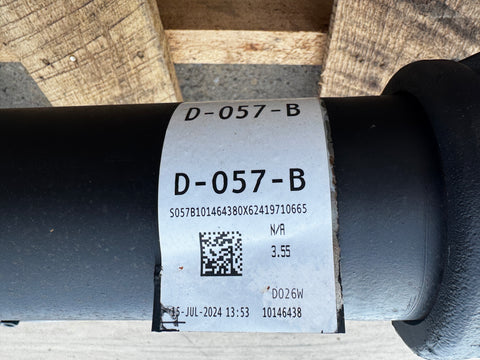 D-057-B
D-057-B
S057B101464380X62419710665
N/A
3.55
D026W
15-JUL-2024 13:53 10146438